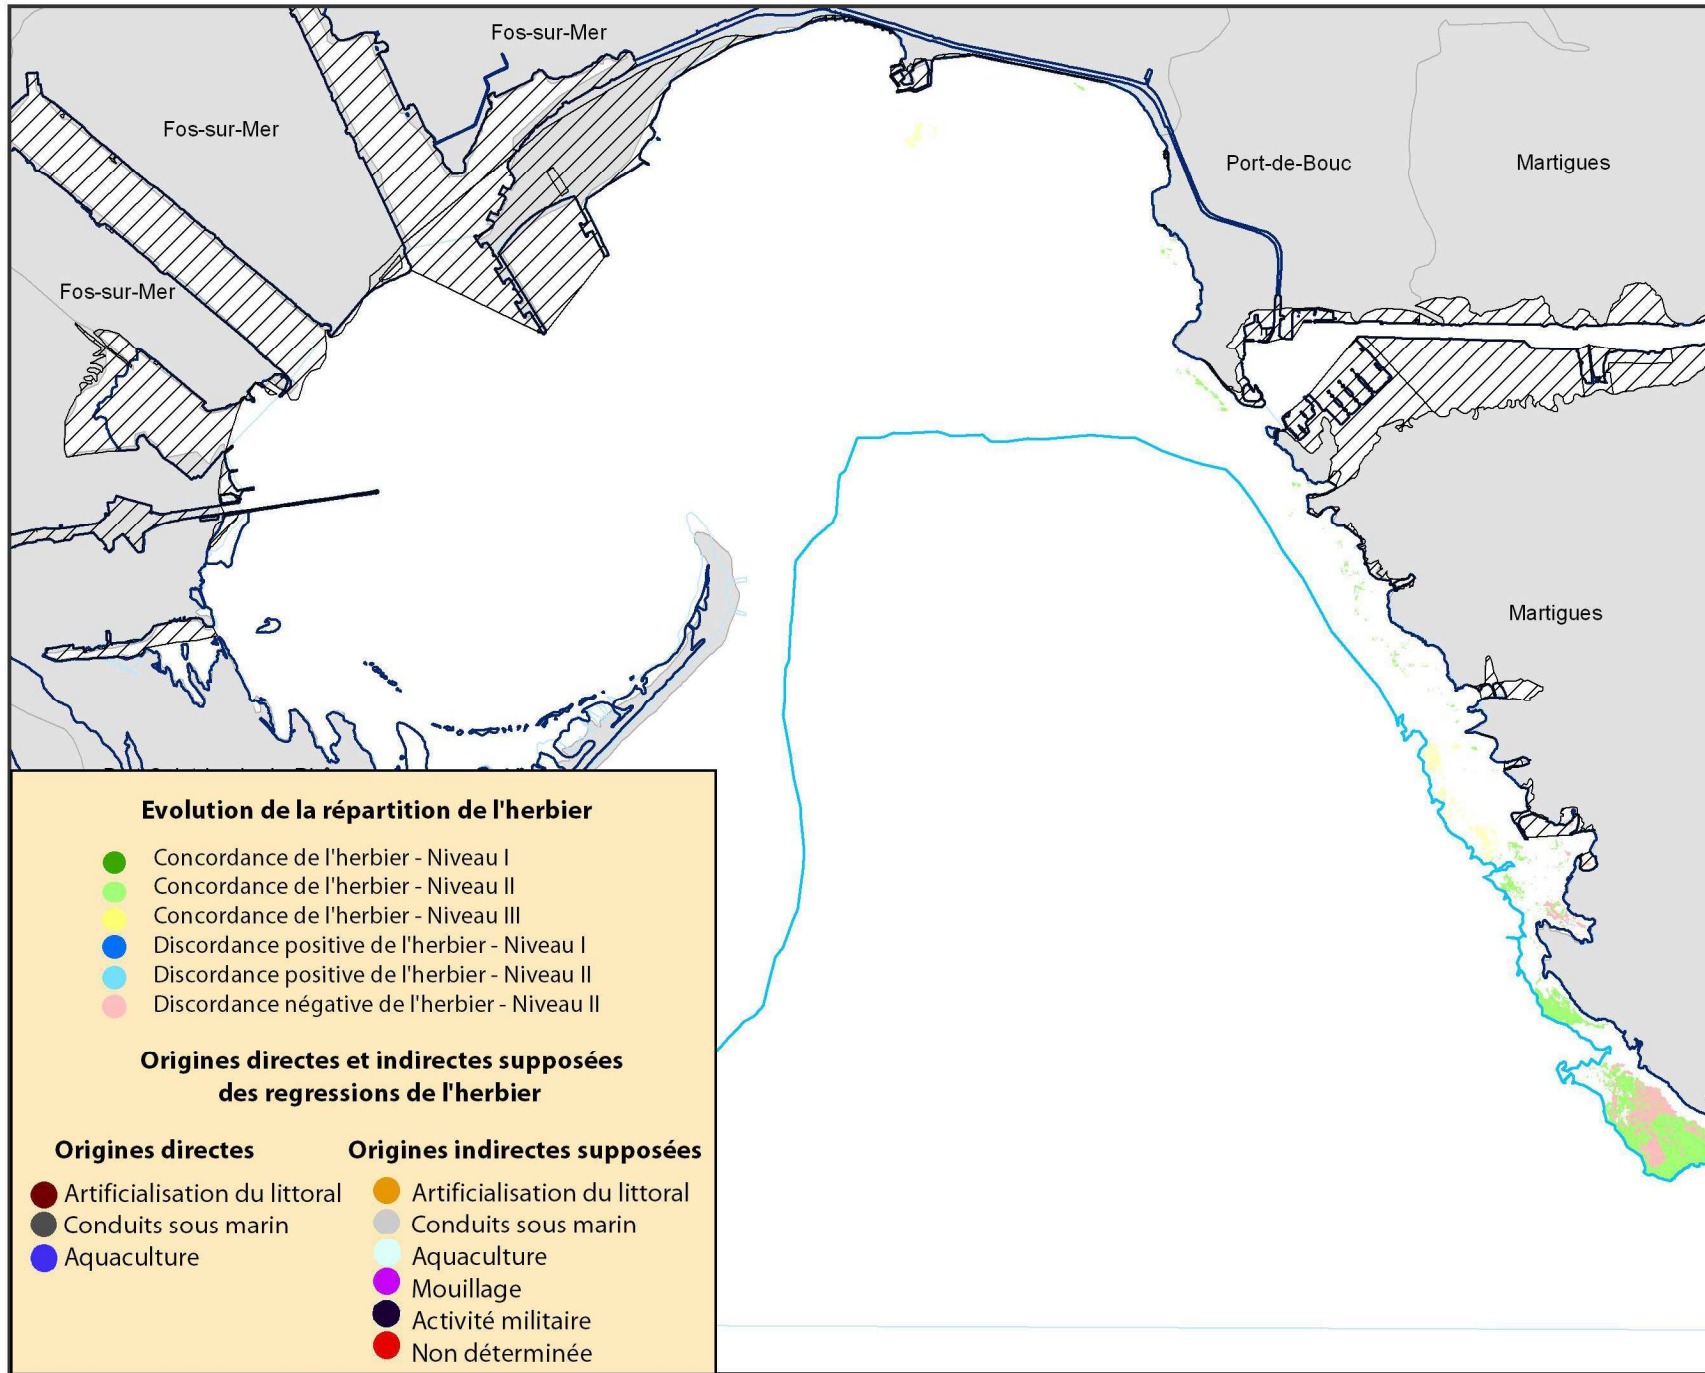 Fos-sur-Mer
Fos-sur-Mer
Port-de-Bouc
Martigues
Fos-sur-Mer
Martigues
Evolution de la répartition de l'herbier
Concordance de l'herbier - Niveau I
Concordance de l'herbier - Niveau II
Concordance de l'herbier - Niveau III
Discordance positive de l'herbier - Niveau I
Discordance positive de l'herbier - Niveau II
Discordance négative de l'herbier - Niveau II
Origines directes et indirectes supposées
des regressions de l'herbier
Origines directes
Artificialisation du littoral
Conduits sous marin
Aquaculture
Origines indirectes supposées
Artificialisation du littoral
Conduits sous marin
Aquaculture
Mouillage
Activité militaire
Non déterminée